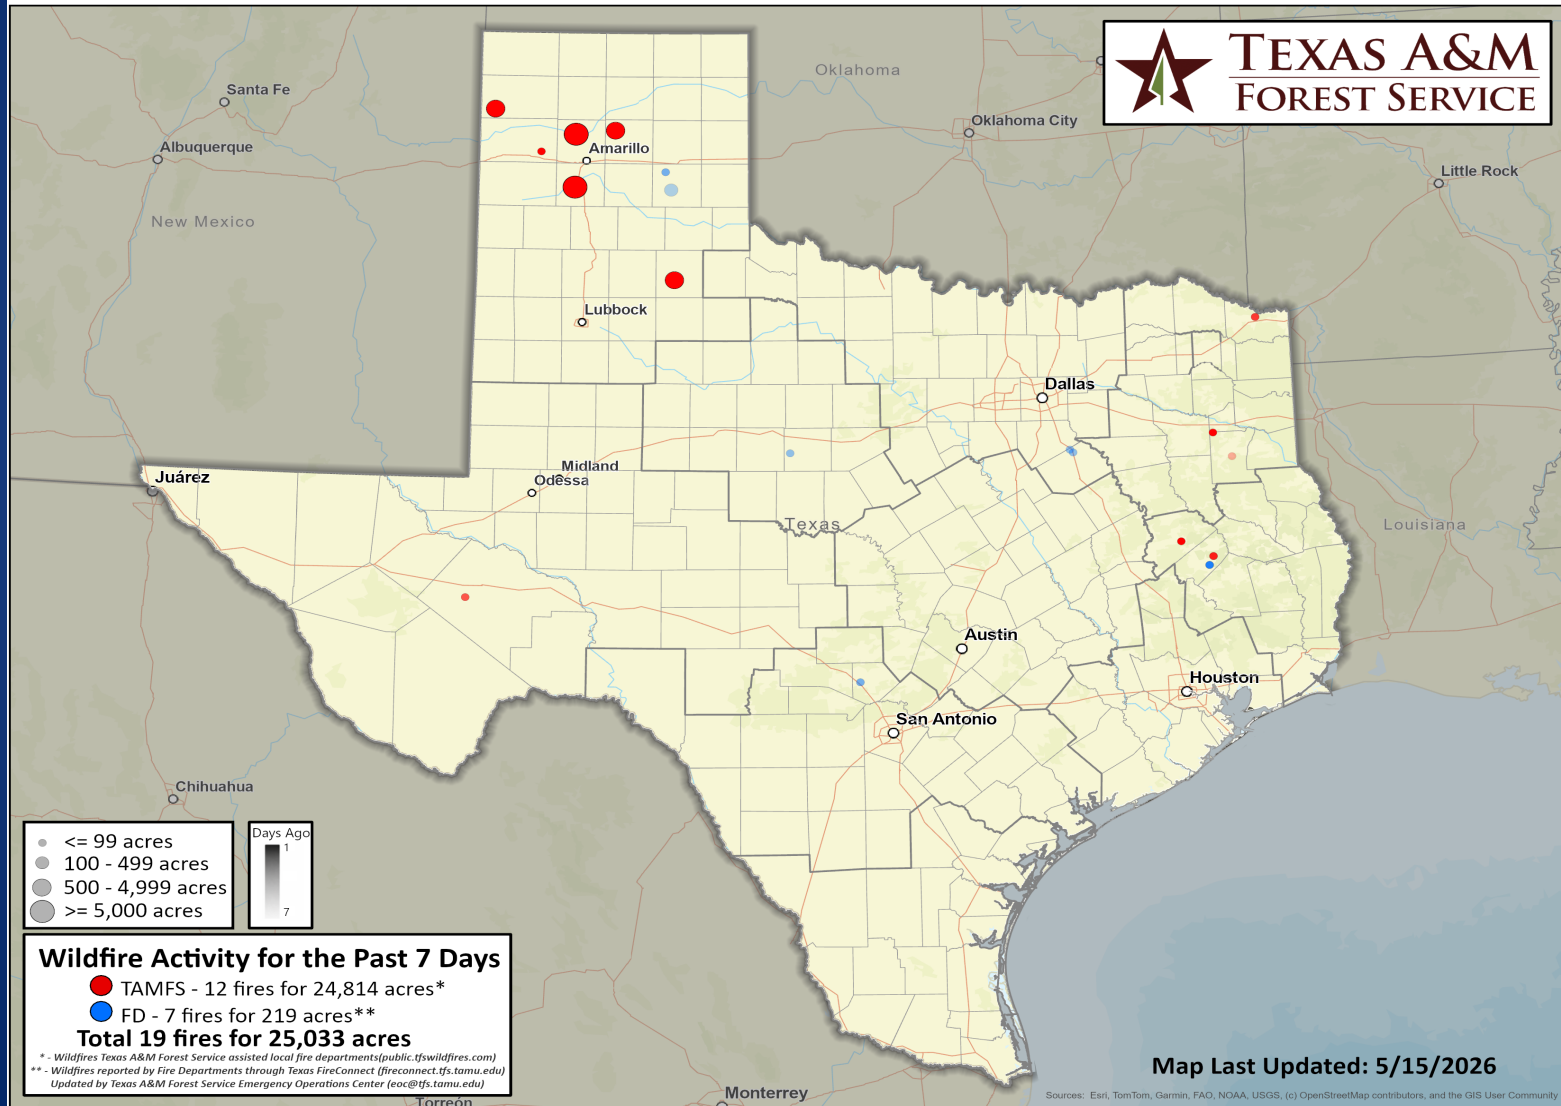 TEXAS A&M
FOREST SERVICE
Oklahoma
Santa Fe
Oklahoma City
Albuquerque
Amarillo
Little Rock
New Mexico
Lubbock
Dallas
Midland
Odessa
Juárez
Texas
Louisiana
Austin
Houston
San Antonio
Chihuahua
<= 99 acres
100 - 499 acres
500 - 4,999 acres
>= 5,000 acres
Days Ago
1
7
Wildfire Activity for the Past 7 Days
TAMFS - 12 fires for 24,814 acres*
FD - 7 fires for 219 acres**
Total 19 fires for 25,033 acres
* - Wildfires Texas A&M Forest Service assisted local fire departments(public.tfswildfires.com)
** - Wildfires reported by Fire Departments through Texas FireConnect (fireconnect.tfs.tamu.edu)
Updated by Texas A&M Forest Service Emergency Operations Center (eoc@tfs.tamu.edu)
Map Last Updated: 5/15/2026
Monterrey
Sources: Esri, TomTom, Garmin, FAO, NOAA, USGS, (c) OpenStreetMap contributors, and the GIS User Community
Torreón